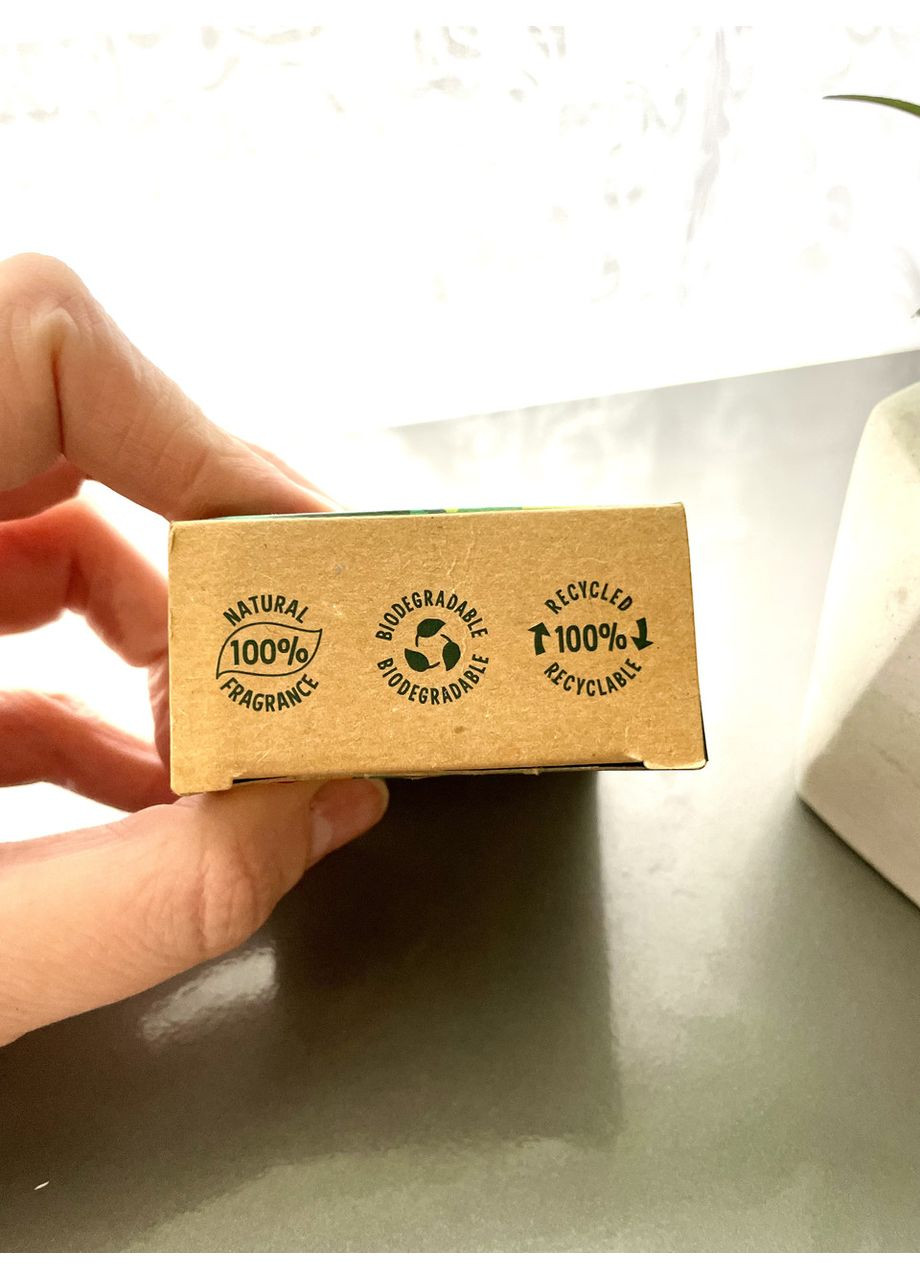 NATURAL
100%
FRAGRANCE
BIODEGRADABLE
BIODEGRADABLE
RECYCLED
100%
RECYCLABLE